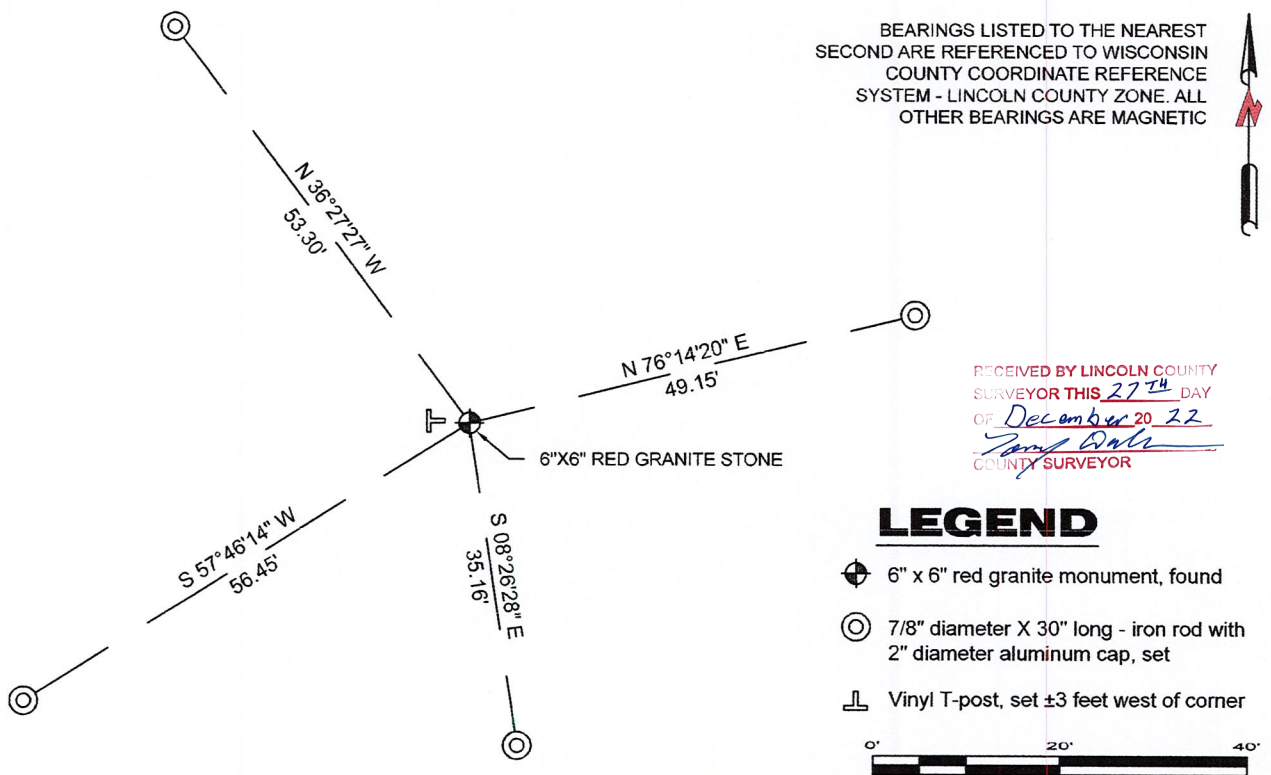 BEARINGS LISTED TO THE NEAREST
SECOND ARE REFERENCED TO WISCONSIN
COUNTY COORDINATE REFERENCE
SYSTEM - LINCOLN COUNTY ZONE. ALL
OTHER BEARINGS ARE MAGNETIC
N
N 36°27'27" W
53.30'
N 76°14'20" E
49.15'
6"X6" RED GRANITE STONE
S 57°46'14" W
56.45'
S 08°26'28" E
35.16'
RECEIVED BY LINCOLN COUNTY
SURVEYOR THIS 27TH DAY
OF December 20 22
COUNTY SURVEYOR
LEGEND
6" x 6" red granite monument, found
7/8" diameter X 30" long - iron rod with
2" diameter aluminum cap, set
Vinyl T-post, set ±3 feet west of corner
0' 20' 40'